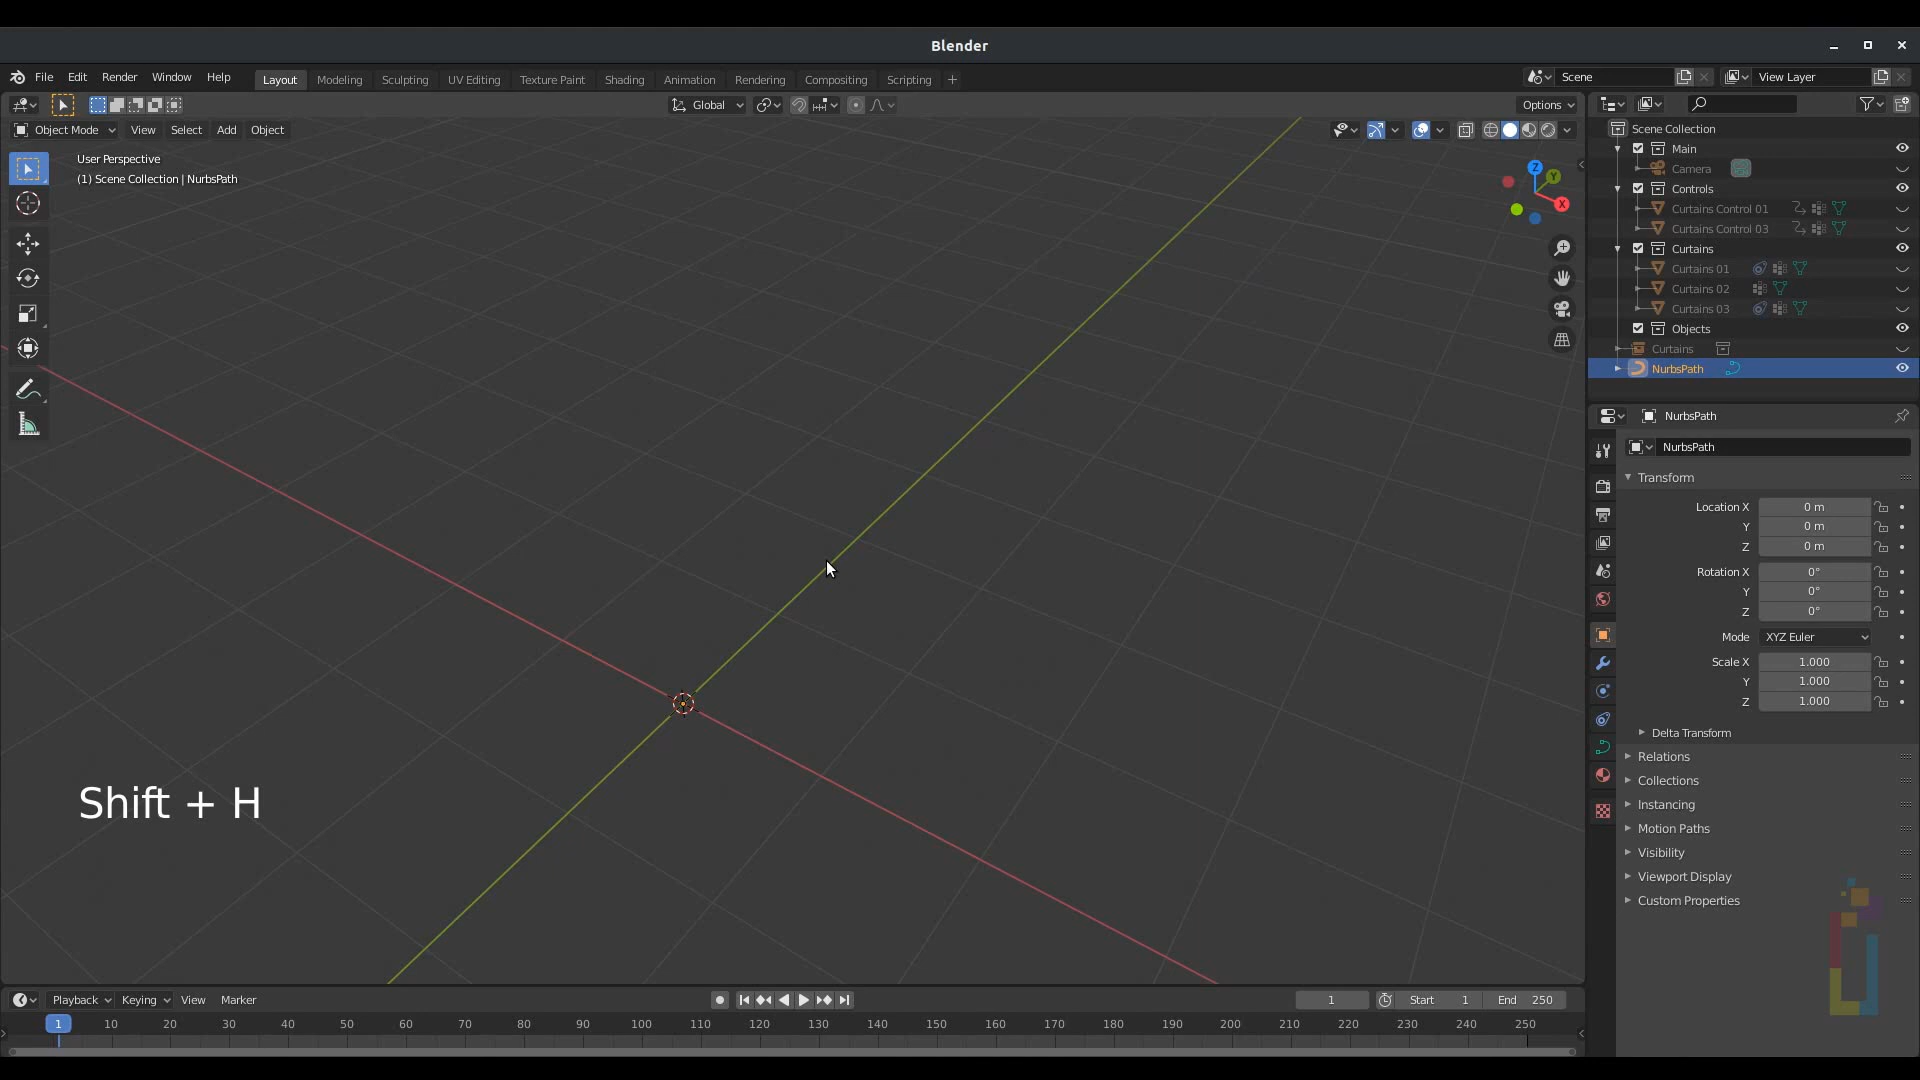 Blender
File Edit Render Window Help
Layout Modeling Sculpting UV Editing Texture Paint Shading Animation Rendering Compositing Scripting +
Scene
View Layer
Global
Options
Object Mode View Select Add Object
User Perspective
(1) Scene Collection | NurbsPath
Z
Y
X
Scene Collection
Main
Camera
Controls
Curtains Control 01
Curtains Control 03
Curtains
Curtains 01
Curtains 02
Curtains 03
Objects
Curtains
NurbsPath
NurbsPath
NurbsPath
Transform
Location X 0 m
Y 0 m
Z 0 m
Rotation X 0°
Y 0°
Z 0°
Mode XYZ Euler
Scale X 1.000
Y 1.000
Z 1.000
Delta Transform
Relations
Collections
Instancing
Motion Paths
Visibility
Viewport Display
Custom Properties
Shift + H
Playback Keying View Marker
1 Start 1 End 250
1 10 20 30 40 50 60 70 80 90 100 110 120 130 140 150 160 170 180 190 200 210 220 230 240 250